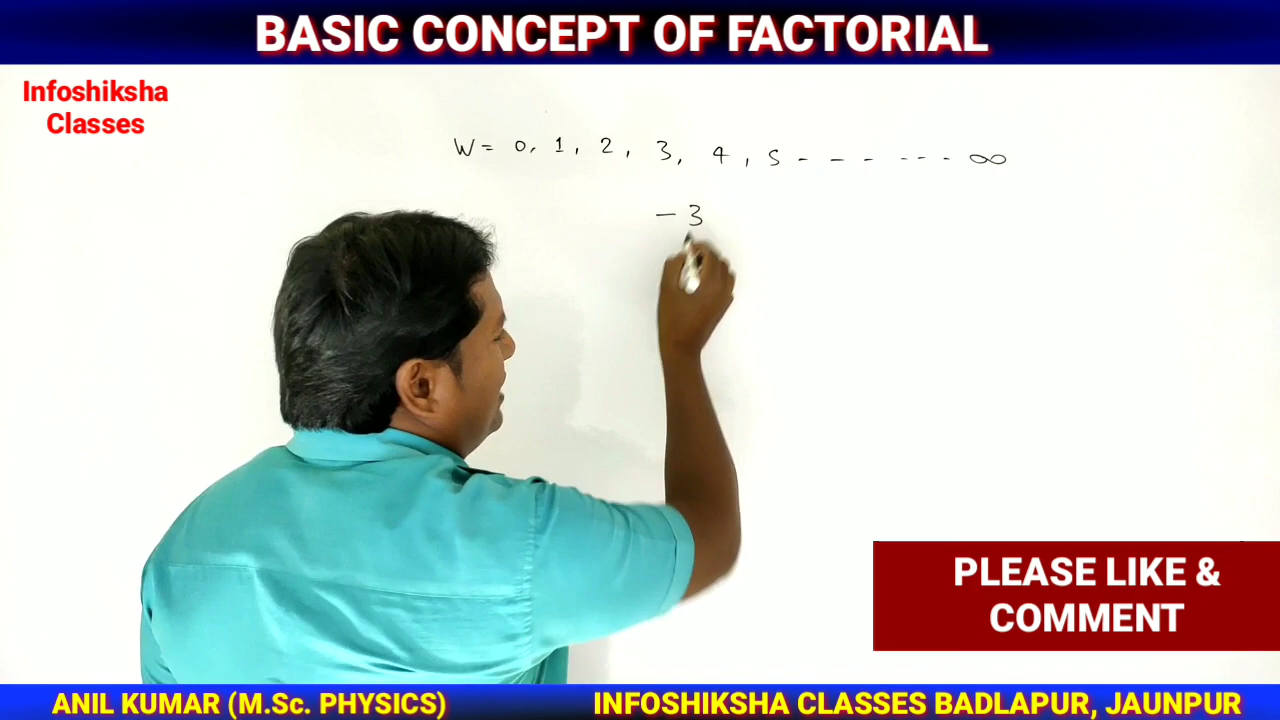 BASIC CONCEPT OF FACTORIAL
Infoshiksha
Classes
W= 0, 1, 2, 3, 4, 5 - - - --- ∞
-3
PLEASE LIKE &
COMMENT
ANIL KUMAR (M.Sc. PHYSICS)
INFOSHIKSHA CLASSES BADLAPUR, JAUNPUR